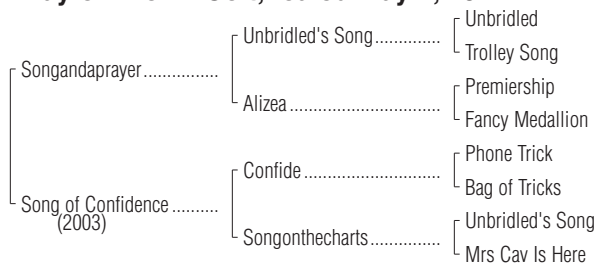 Unbridled
Unbridled's Song
Trolley Song
Songandaprayer
Premiership
Alizea
Fancy Medallion
Phone Trick
Confide
Bag of Tricks
Song of Confidence
(2003)
Unbridled's Song
Songonthecharts
Mrs Cav Is Here